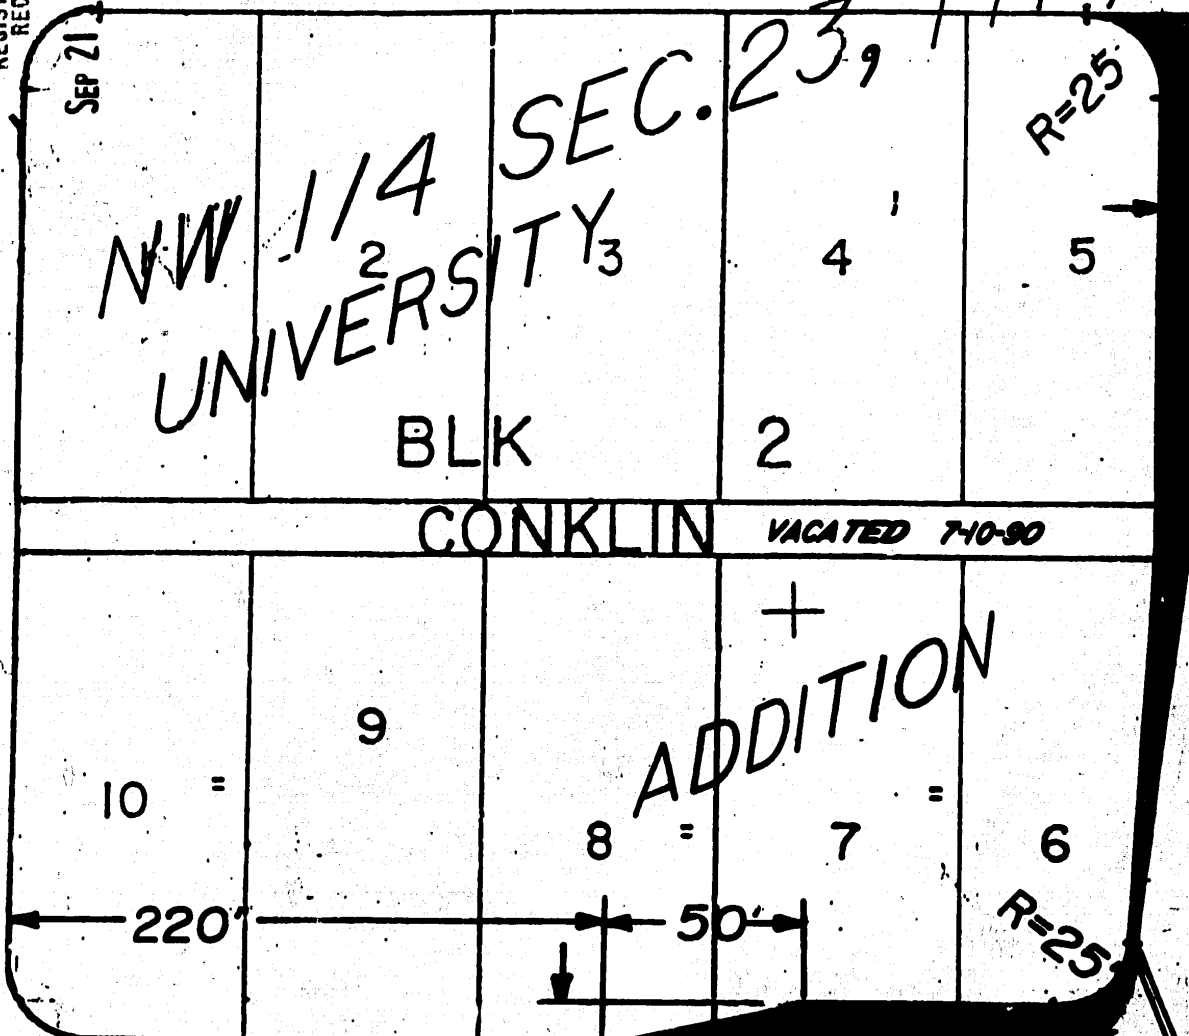 SEP 21
NW 1/4 SEC. 23,
R=25'
2 3 4 5
UNIVERSITY
BLK 2
CONKLIN VACATED 7-10-90
ADDITION
9
10 = 8 = 7 = 6
220' 50' R=25'